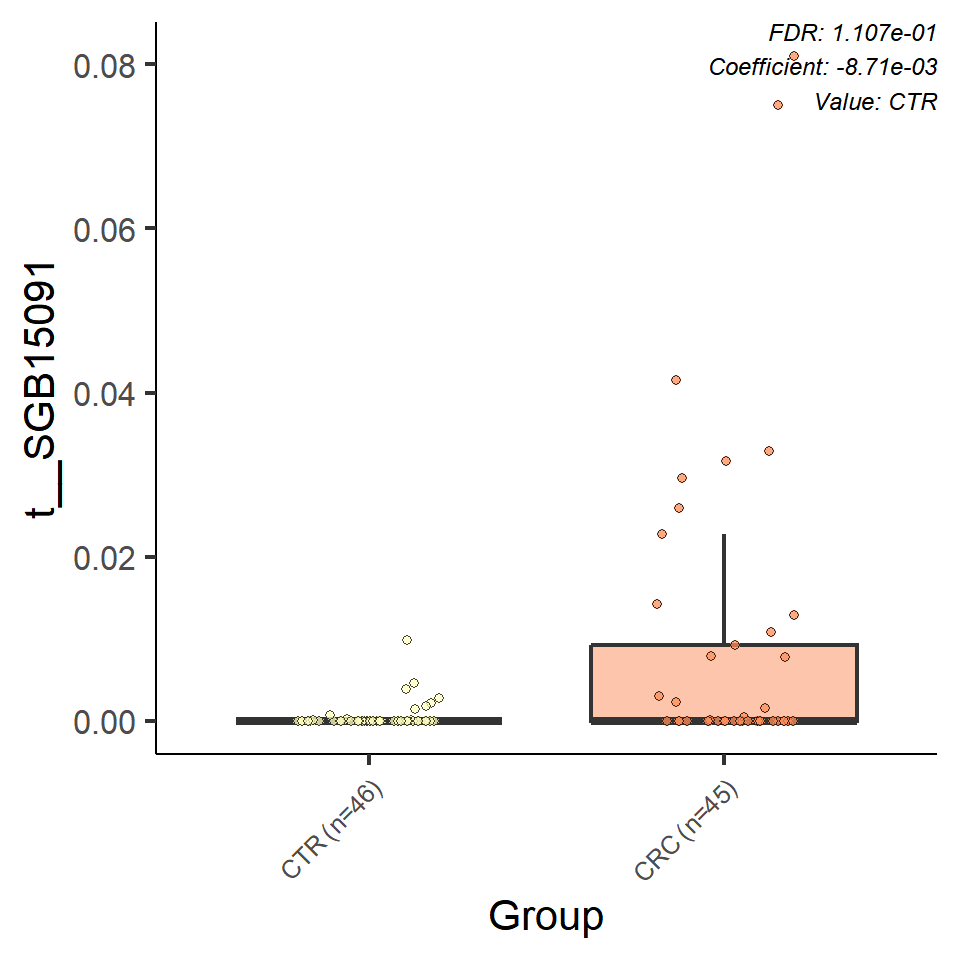 FDR: 1.107e-01
Coefficient: -8.71e-03
Value: CTR
0.08
0.06
0.04
0.02
0.00
t__SGB15091
CTR (n=46)
CRC (n=45)
Group